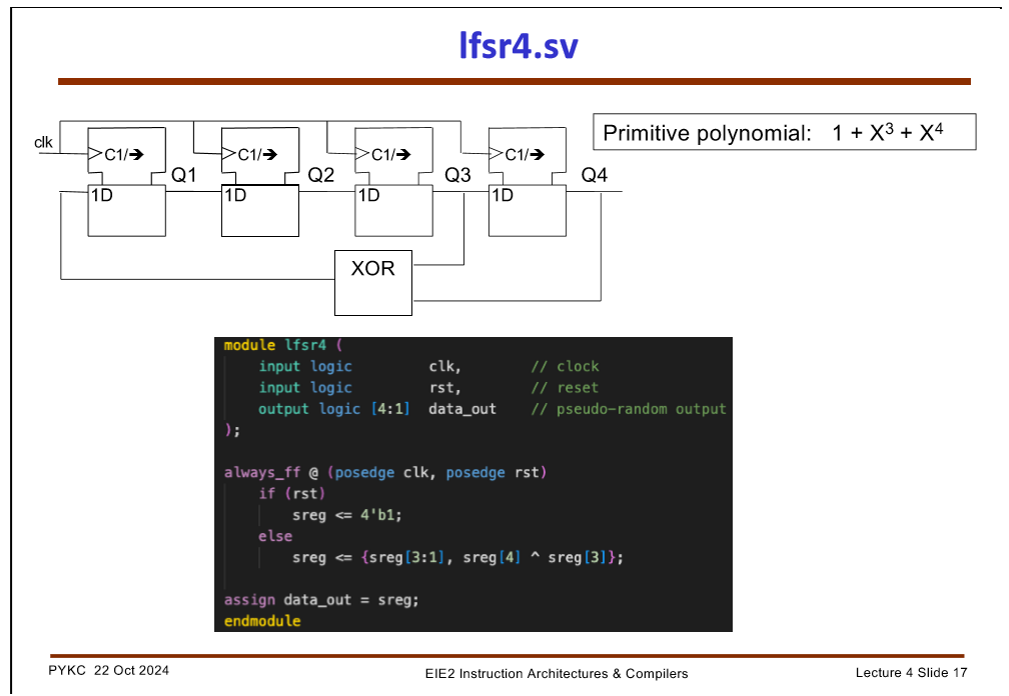 lfsr4.sv
Primitive polynomial: 1 + X³ + X⁴
clk
C1/➔ C1/➔ C1/➔ C1/➔
Q1 Q2 Q3 Q4
1D 1D 1D 1D
XOR
module lfsr4 (
    input logic clk, // clock
    input logic rst, // reset
    output logic [4:1] data_out // pseudo-random output
);
always_ff @ (posedge clk, posedge rst)
    if (rst)
        sreg <= 4'b1;
    else
        sreg <= {sreg[3:1], sreg[4] ^ sreg[3]};
assign data_out = sreg;
endmodule
PYKC 22 Oct 2024 EIE2 Instruction Architectures & Compilers Lecture 4 Slide 17